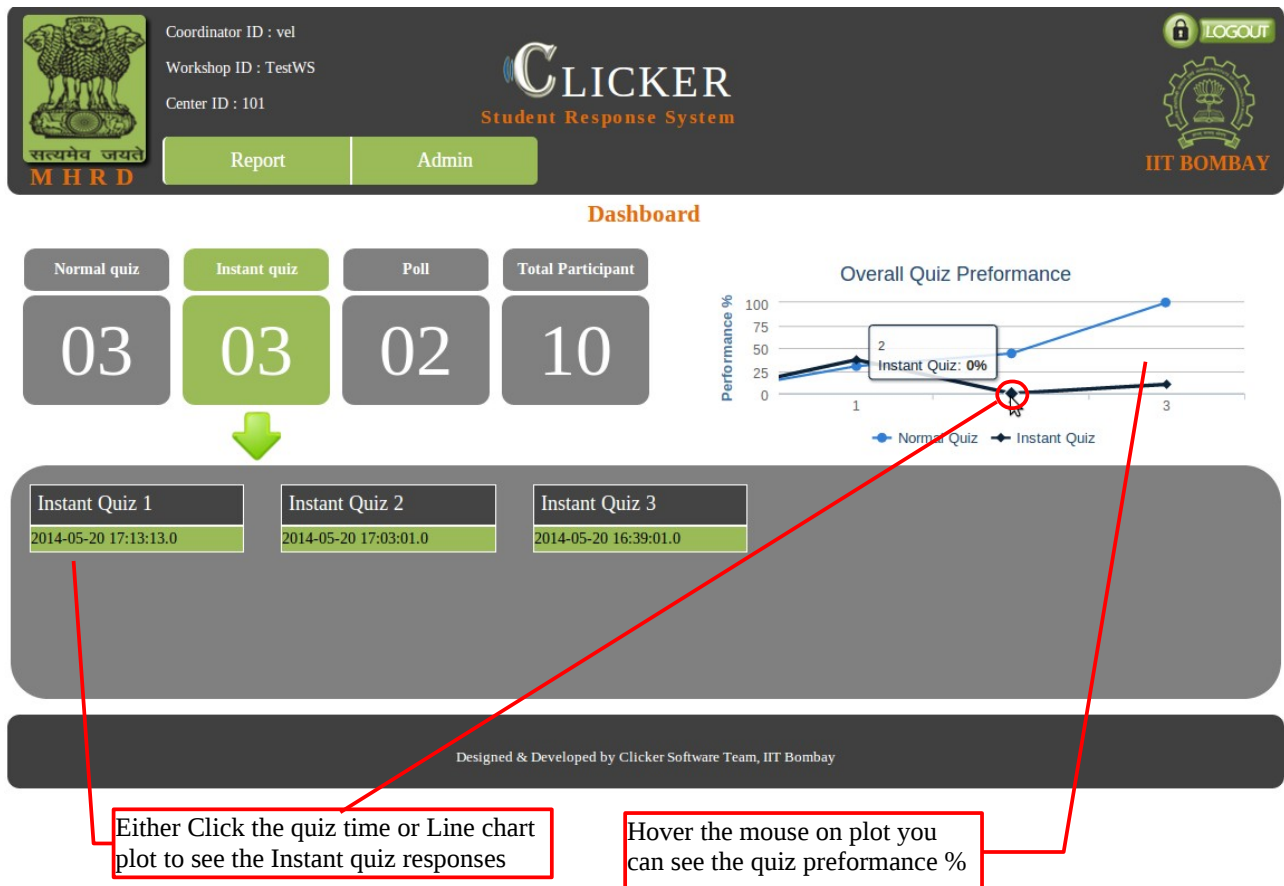 Coordinator ID : vel
Workshop ID : TestWS
Center ID : 101
CLICKER
Student Response System
LOGOUT
सत्यमेव जयते
MHRD
Report
Admin
IIT BOMBAY
Dashboard
Normal quiz
Instant quiz
Poll
Total Participant
03
03
02
10
Overall Quiz Preformance
Performance %
100
75
50
25
0
2
Instant Quiz: 0%
1
3
Normal Quiz
Instant Quiz
Instant Quiz 1
2014-05-20 17:13:13.0
Instant Quiz 2
2014-05-20 17:03:01.0
Instant Quiz 3
2014-05-20 16:39:01.0
Designed & Developed by Clicker Software Team, IIT Bombay
Either Click the quiz time or Line chart
plot to see the Instant quiz responses
Hover the mouse on plot you
can see the quiz preformance %